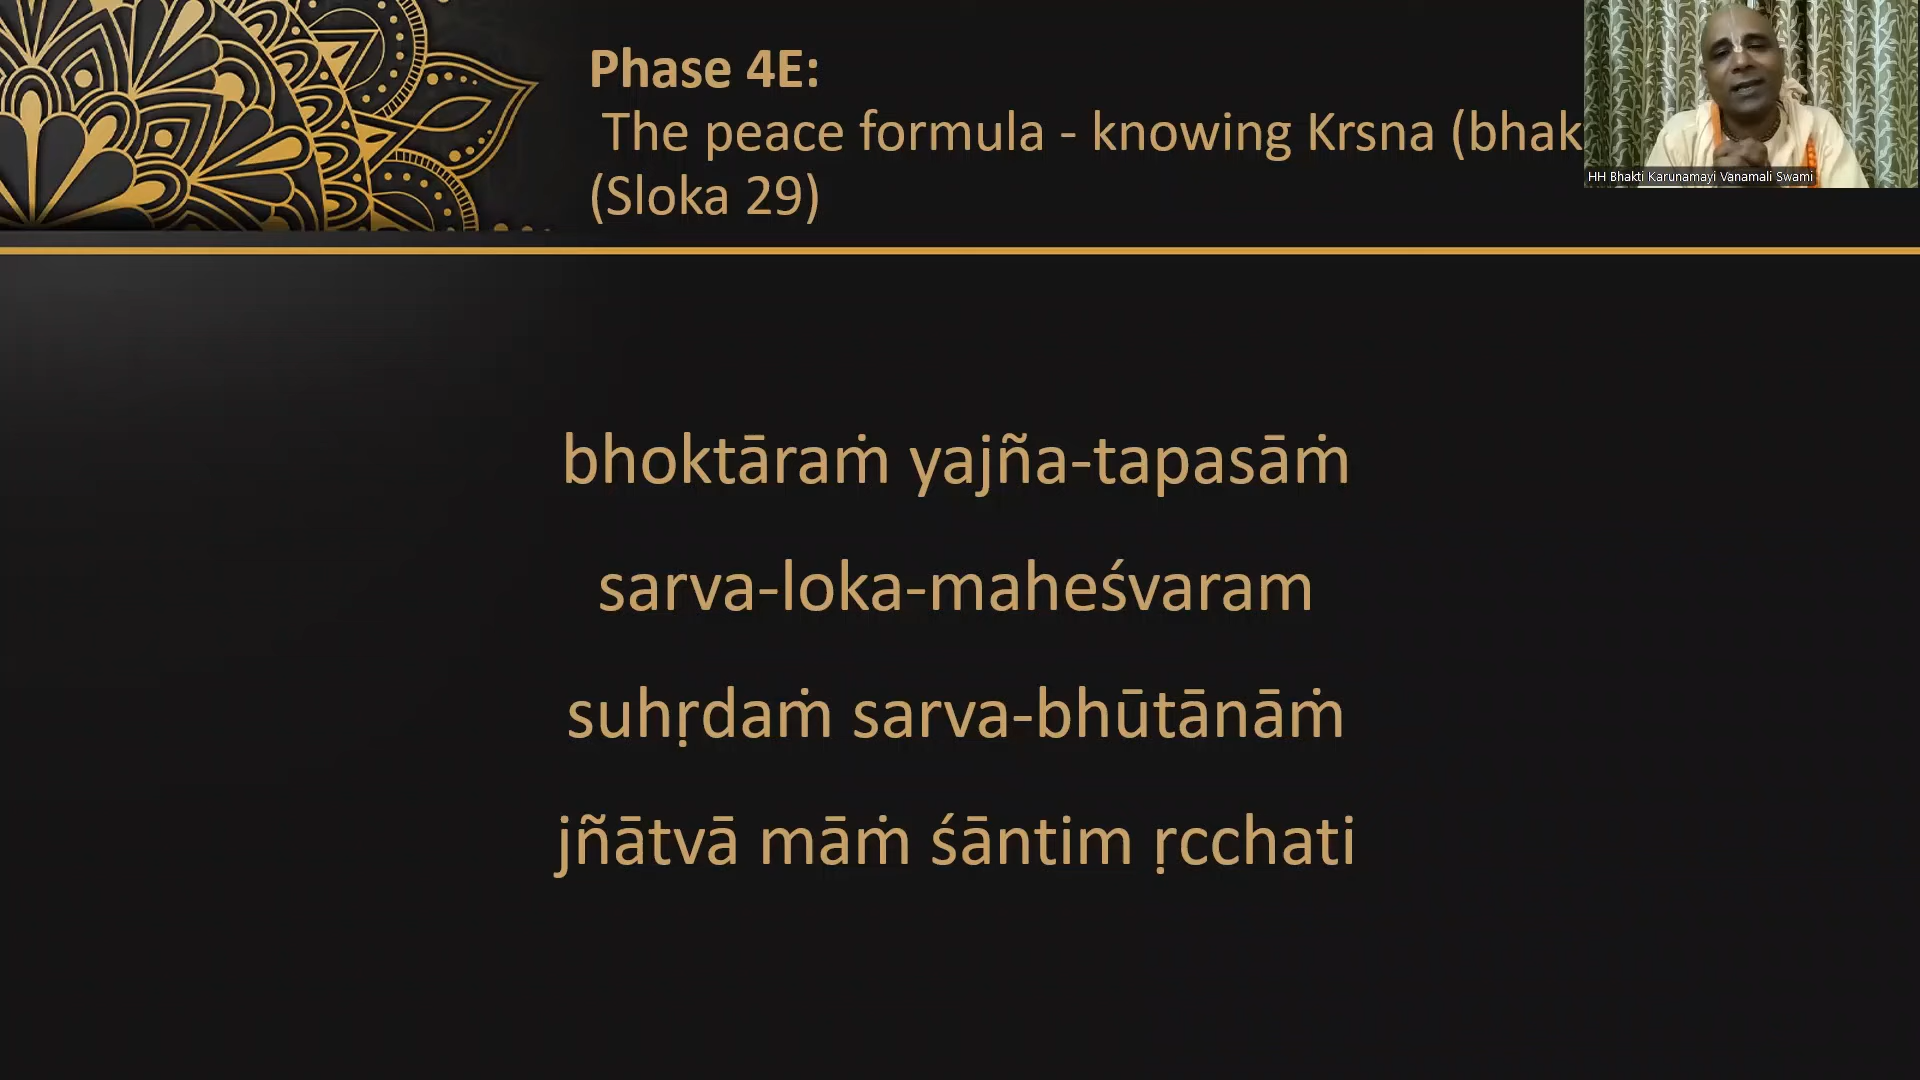 Phase 4E:
The peace formula - knowing Krsna (bhak
(Sloka 29)
HH Bhakti Karunamayi Vanamali Swami
bhoktāraṁ yajña-tapasāṁ
sarva-loka-maheśvaram
suhṛdaṁ sarva-bhūtānāṁ
jñātvā māṁ śāntim ṛcchati